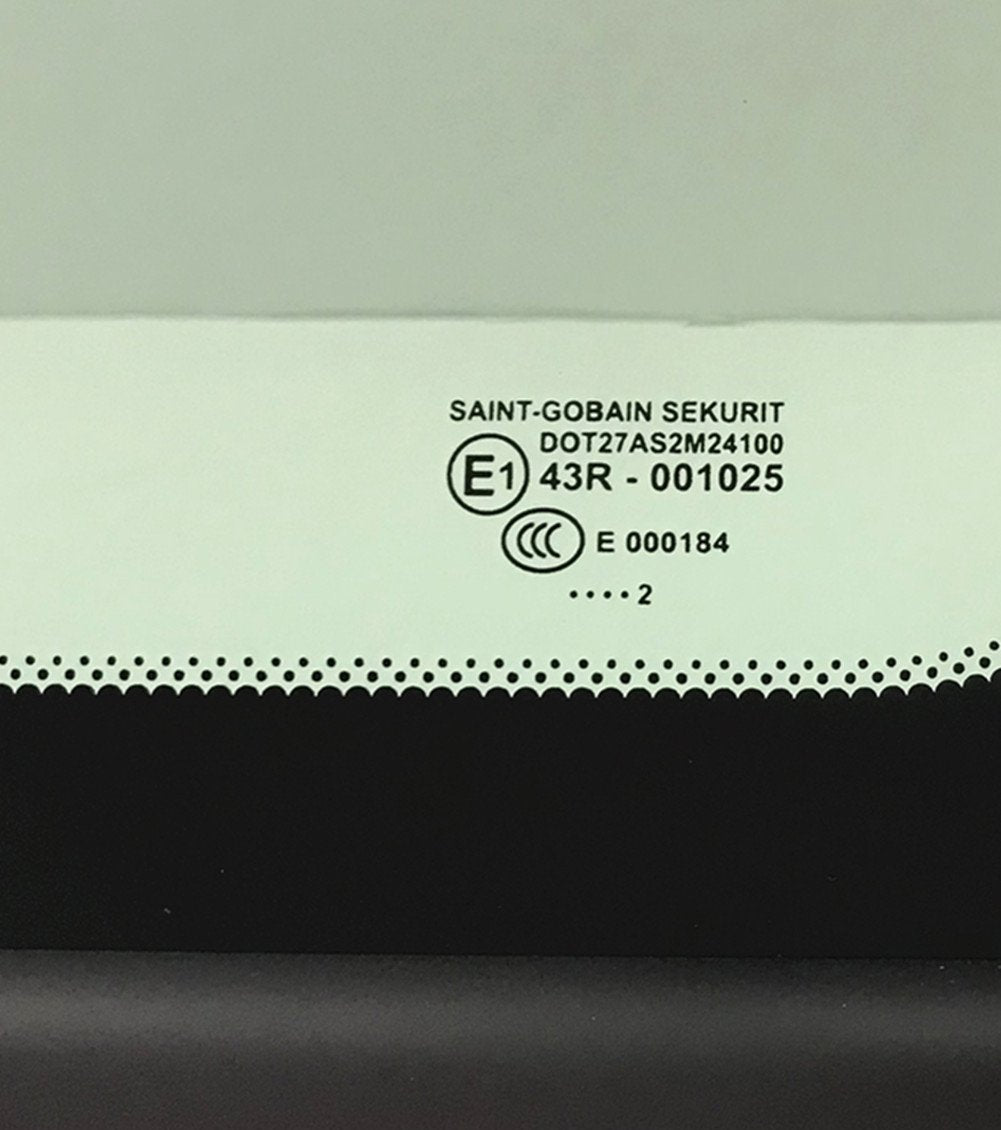 SAINT-GOBAIN SEKURIT
DOT27AS2M24100
E1 43R - 001025
CCC E 000184
····2